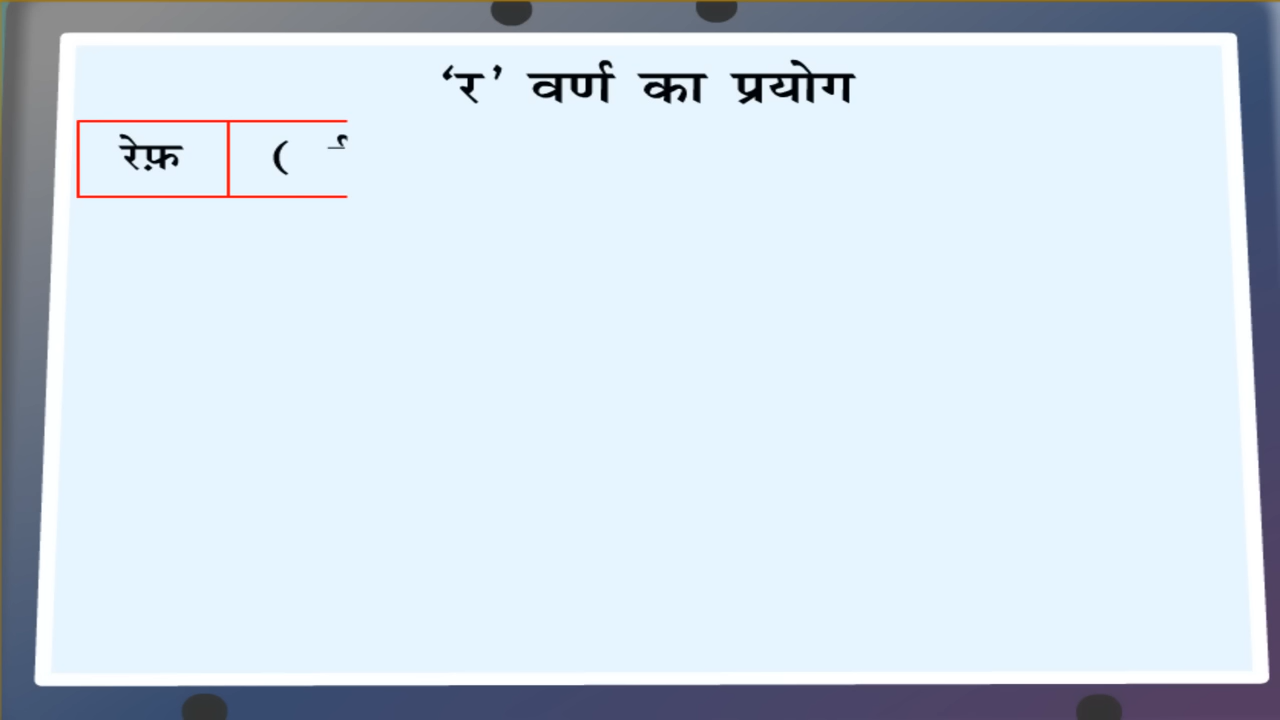 ‘र’ वर्ण का प्रयोग
रेफ़ ( र्